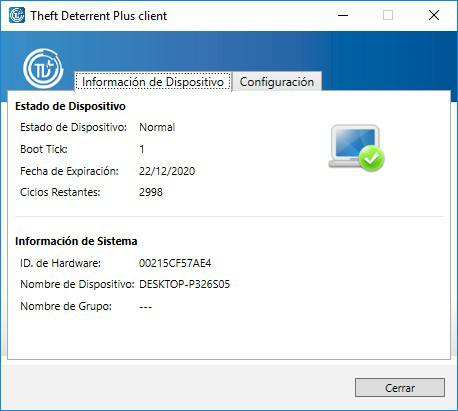 Theft Deterrent Plus client
Información de Dispositivo Configuración
Estado de Dispositivo
Estado de Dispositivo: Normal
Boot Tick: 1
Fecha de Expiración: 22/12/2020
Ciclos Restantes: 2998
Información de Sistema
ID. de Hardware: 00215CF57AE4
Nombre de Dispositivo: DESKTOP-P326S05
Nombre de Grupo: ---
Cerrar